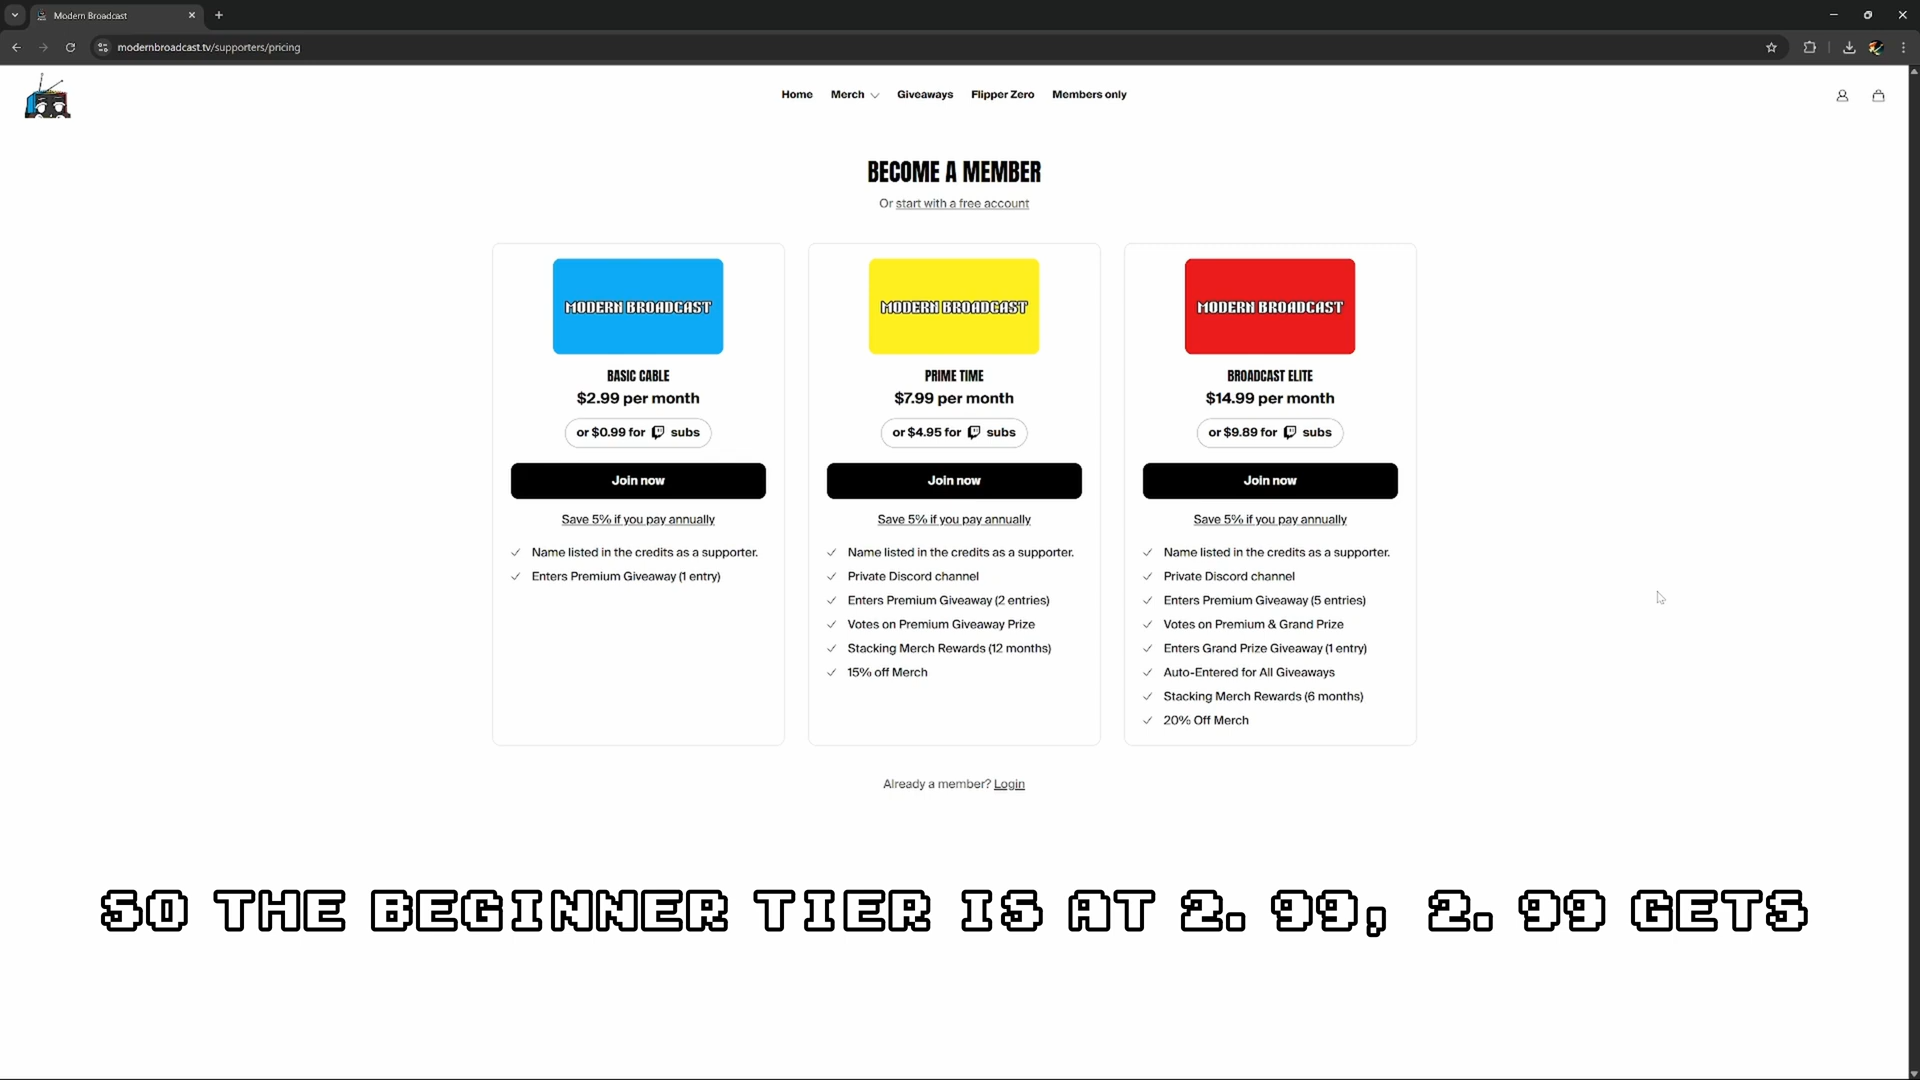 Modern Broadcast
modernbroadcast.tv/supporters/pricing
Home Merch Giveaways Flipper Zero Members only
BECOME A MEMBER
Or start with a free account
MODERN BROADCAST
BASIC CABLE
$2.99 per month
or $0.99 for subs
Join now
Save 5% if you pay annually
Name listed in the credits as a supporter.
Enters Premium Giveaway (1 entry)
MODERN BROADCAST
PRIME TIME
$7.99 per month
or $4.95 for subs
Join now
Save 5% if you pay annually
Name listed in the credits as a supporter.
Private Discord channel
Enters Premium Giveaway (2 entries)
Votes on Premium Giveaway Prize
Stacking Merch Rewards (12 months)
15% off Merch
MODERN BROADCAST
BROADCAST ELITE
$14.99 per month
or $9.89 for subs
Join now
Save 5% if you pay annually
Name listed in the credits as a supporter.
Private Discord channel
Enters Premium Giveaway (5 entries)
Votes on Premium & Grand Prize
Enters Grand Prize Giveaway (1 entry)
Auto-Entered for All Giveaways
Stacking Merch Rewards (6 months)
20% Off Merch
Already a member? Login
SO THE BEGINNER TIER IS AT 2. 99, 2. 99 GETS